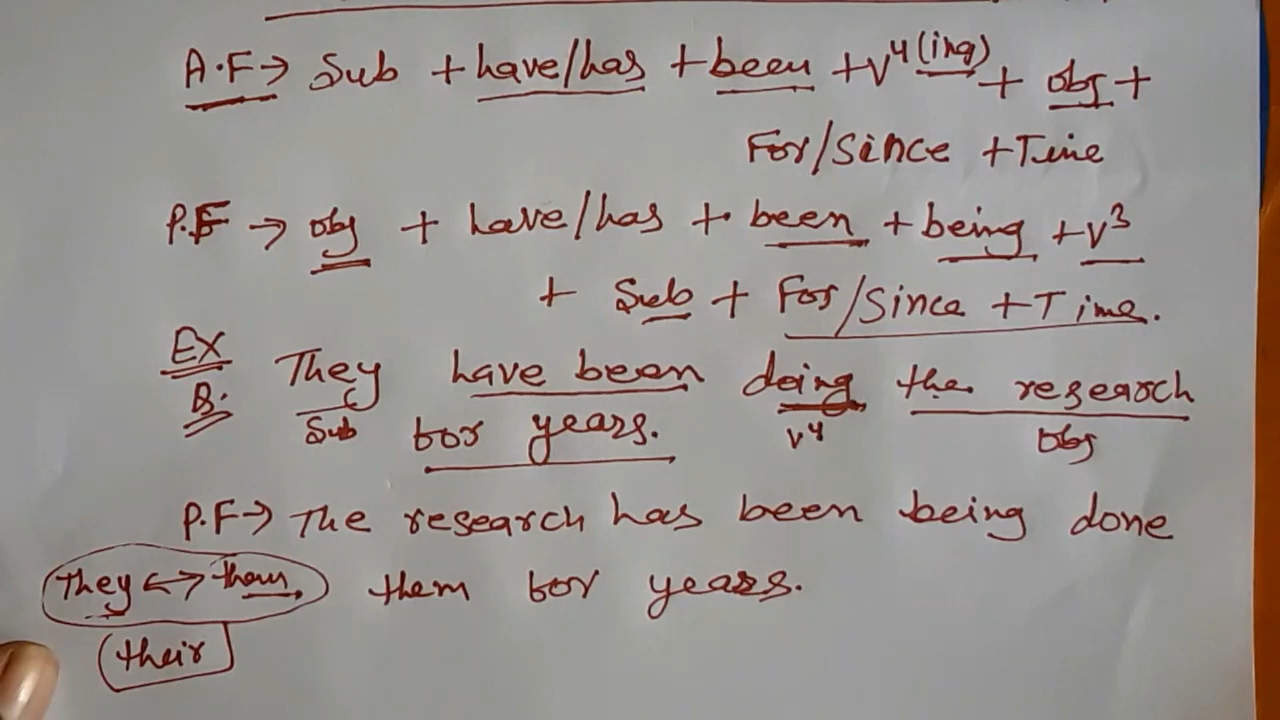 A.F→ Sub + have/has + been + V⁴(ing) + obj +
For/Since + Time
P.F → obj + have/has + been + being + V³
+ Sub + For/Since + Time.
EX
B. They have been doing the research
Sub V⁴ obj
for years.
P.F→ The research has been being done
They ↔ them them for years.
their